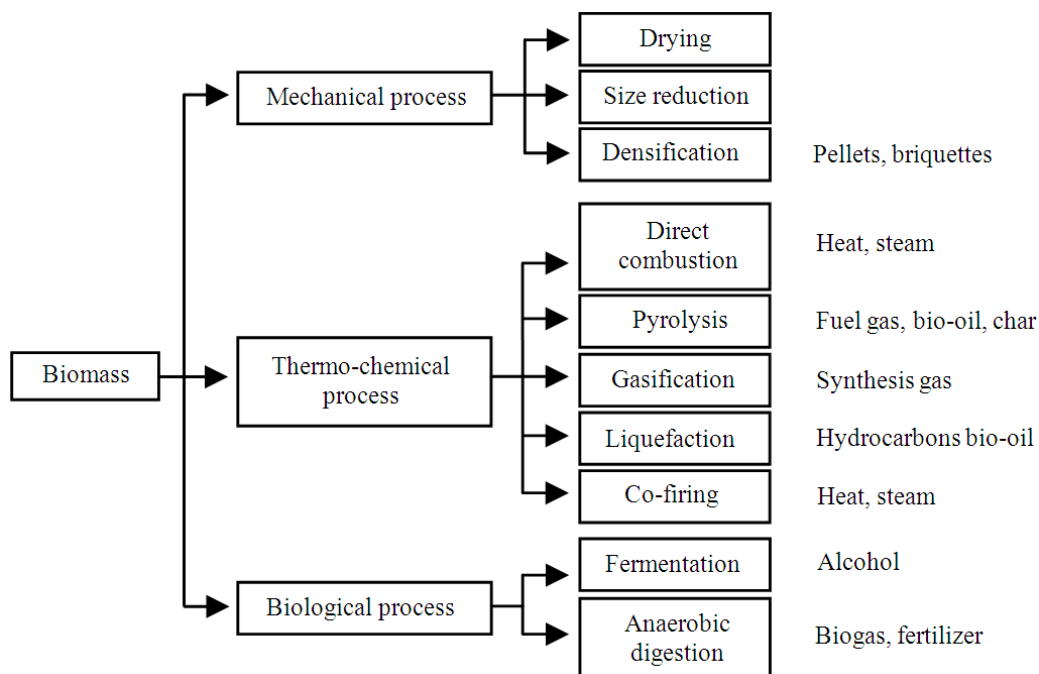 Drying
Mechanical process
Size reduction
Densification
Pellets, briquettes
Direct
combustion
Heat, steam
Pyrolysis
Fuel gas, bio-oil, char
Biomass
Thermo-chemical
process
Gasification
Synthesis gas
Liquefaction
Hydrocarbons bio-oil
Co-firing
Heat, steam
Biological process
Fermentation
Alcohol
Anaerobic
digestion
Biogas, fertilizer